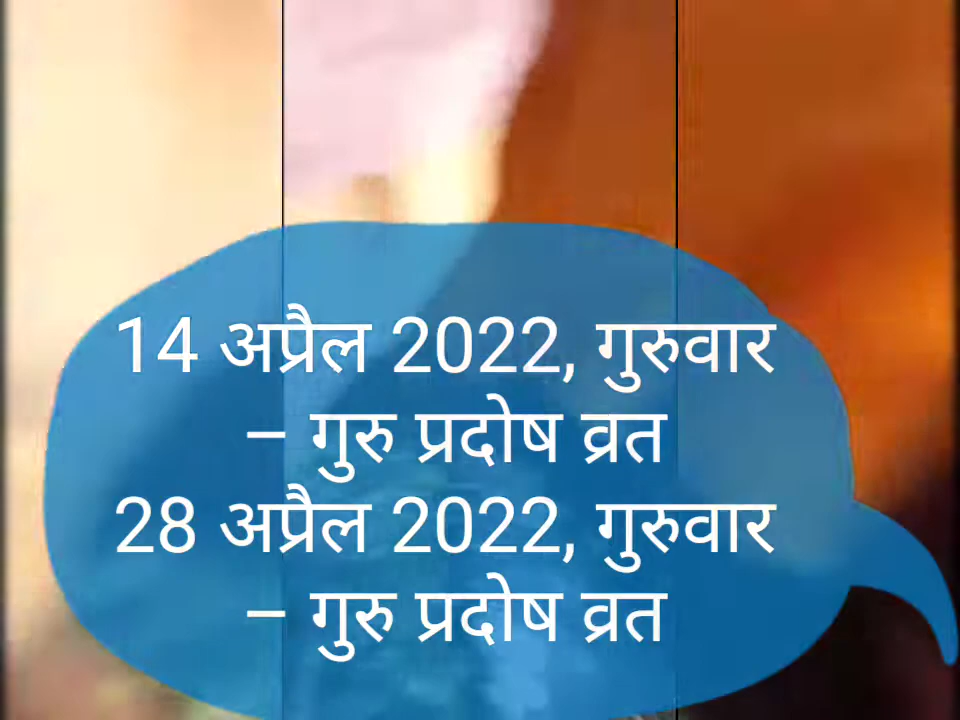 14 अप्रैल 2022, गुरुवार
– गुरु प्रदोष व्रत
28 अप्रैल 2022, गुरुवार
– गुरु प्रदोष व्रत